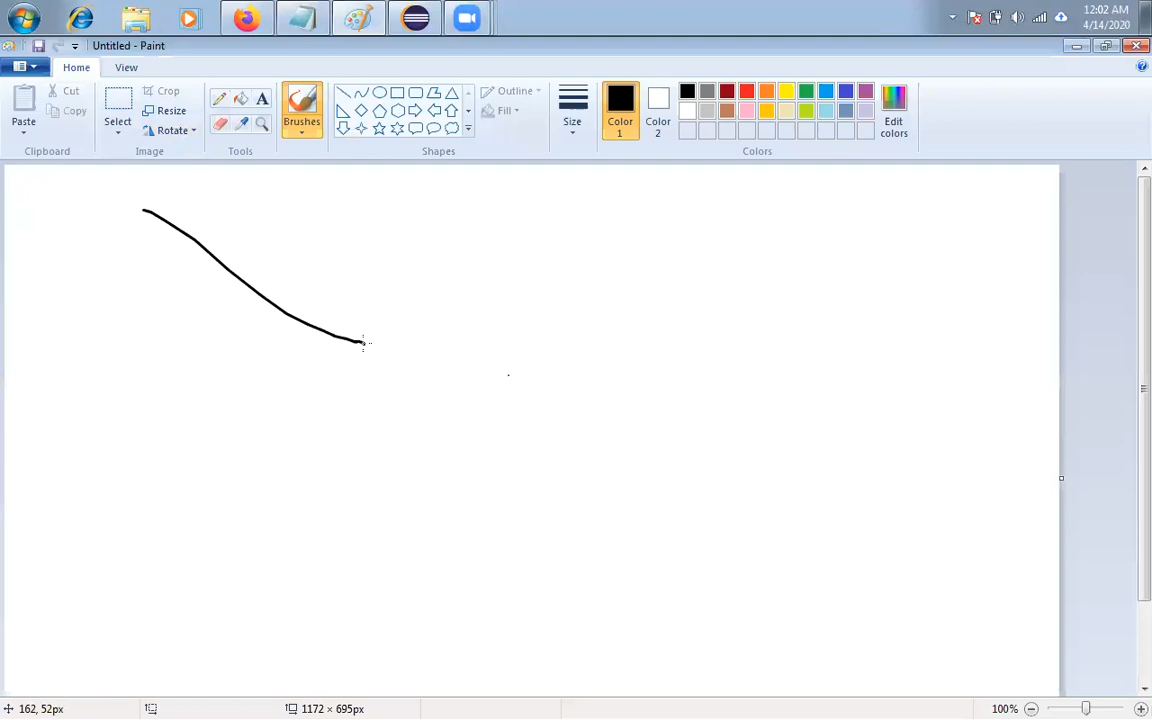 12:02 AM
4/14/2020
Untitled - Paint
Home View
Paste
Cut
Copy
Clipboard
Select
Crop
Resize
Rotate
Image
A
Tools
Brushes
Shapes
Outline
Fill
Size
Color 1
Color 2
Edit colors
Colors
162, 52px
1172 × 695px
100%